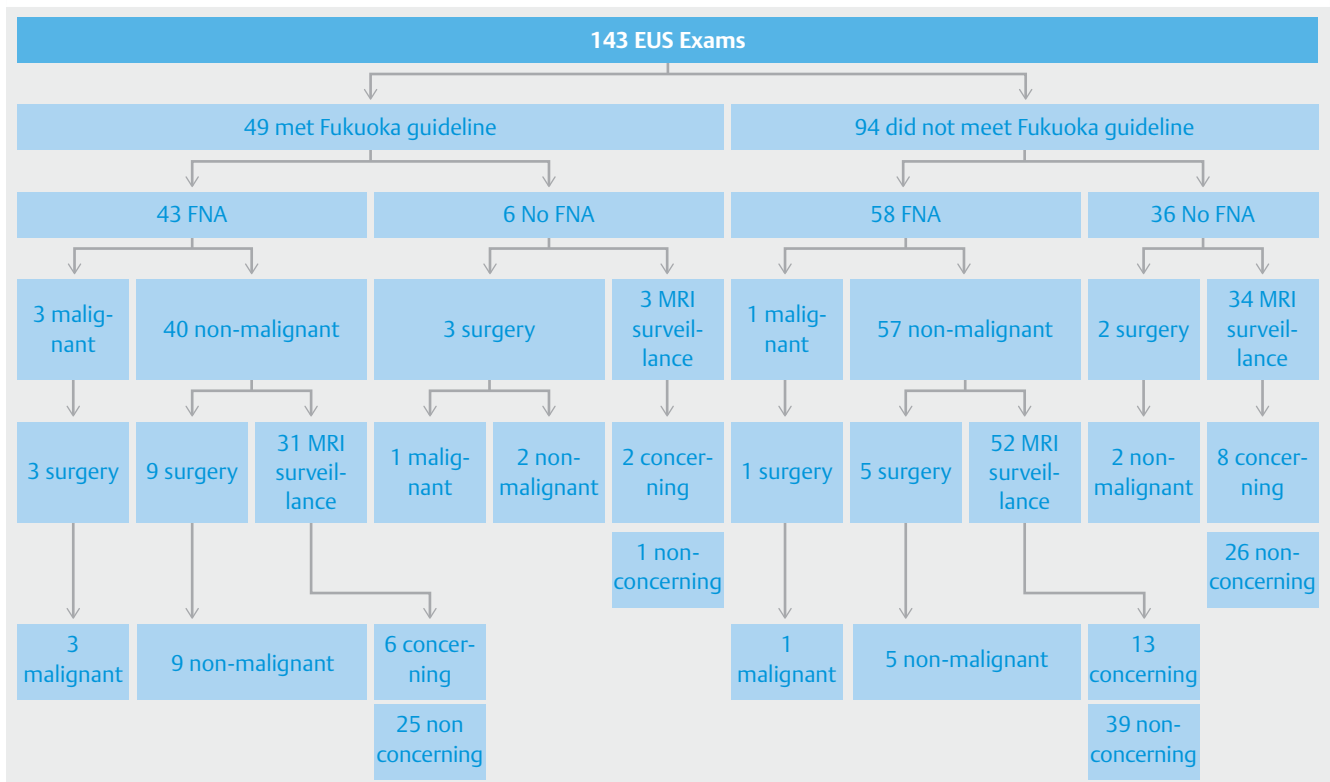 143 EUS Exams
49 met Fukuoka guideline
94 did not meet Fukuoka guideline
43 FNA
6 No FNA
58 FNA
36 No FNA
3 malig-
nant
40 non-malignant
3 surgery
3 MRI
surveil-
lance
1 malig-
nant
57 non-malignant
2 surgery
34 MRI
surveil-
lance
3 surgery
9 surgery
31 MRI
surveil-
lance
1 malig-
nant
2 non-
malignant
2 concer-
ning
1 surgery
5 surgery
52 MRI
surveil-
lance
2 non-
malignant
8 concer-
ning
1 non-
concerning
26 non-
concerning
3
malignant
9 non-malignant
6 concer-
ning
1
malignant
5 non-malignant
13
concerning
25 non
concerning
39 non-
concerning